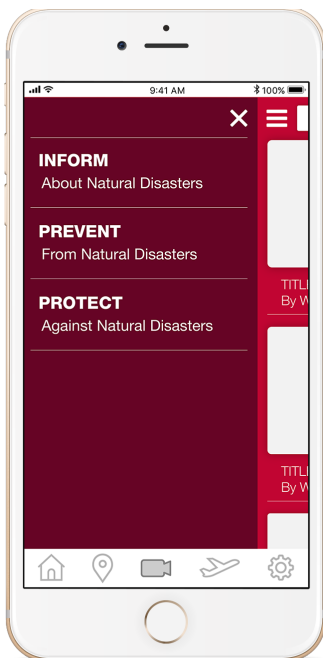 9:41 AM
100%
INFORM
About Natural Disasters
PREVENT
From Natural Disasters
PROTECT
Against Natural Disasters
TITL
By W
TITL
By W